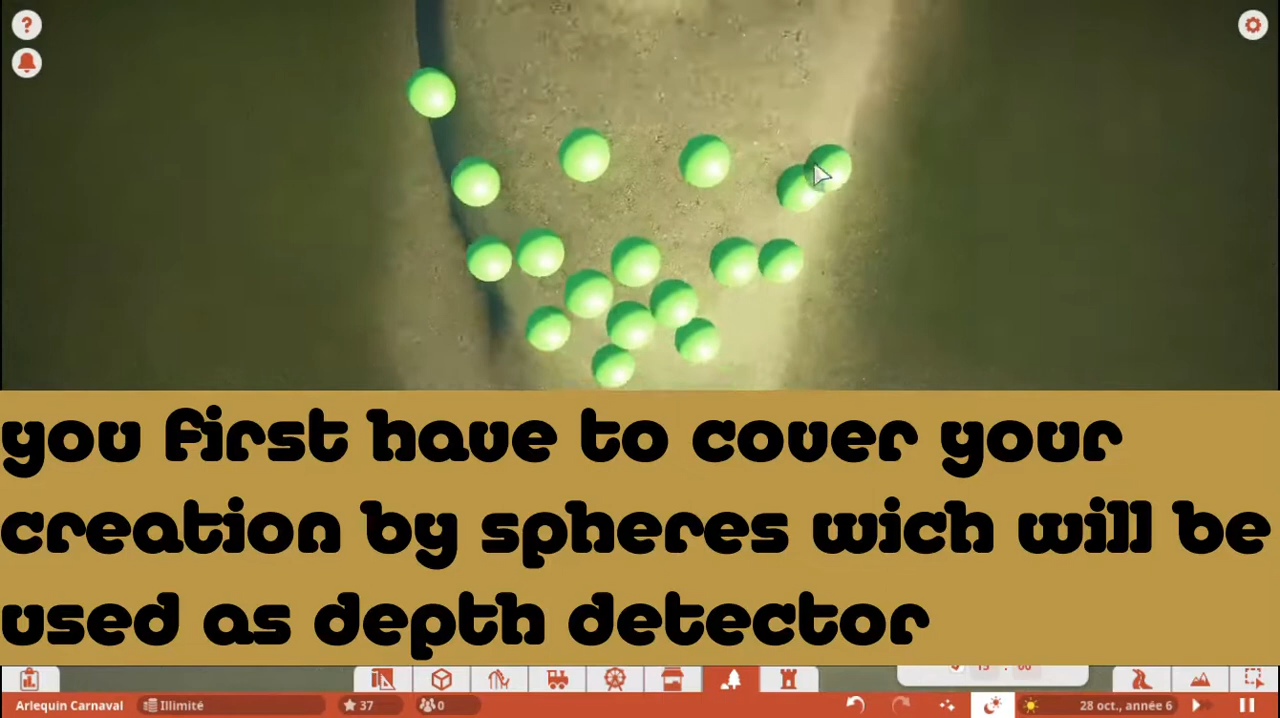 ?
you first have to cover your
creation by spheres wich will be
used as depth detector
Arlequin Carnaval
Illimité
37
0
28 oct., année 6